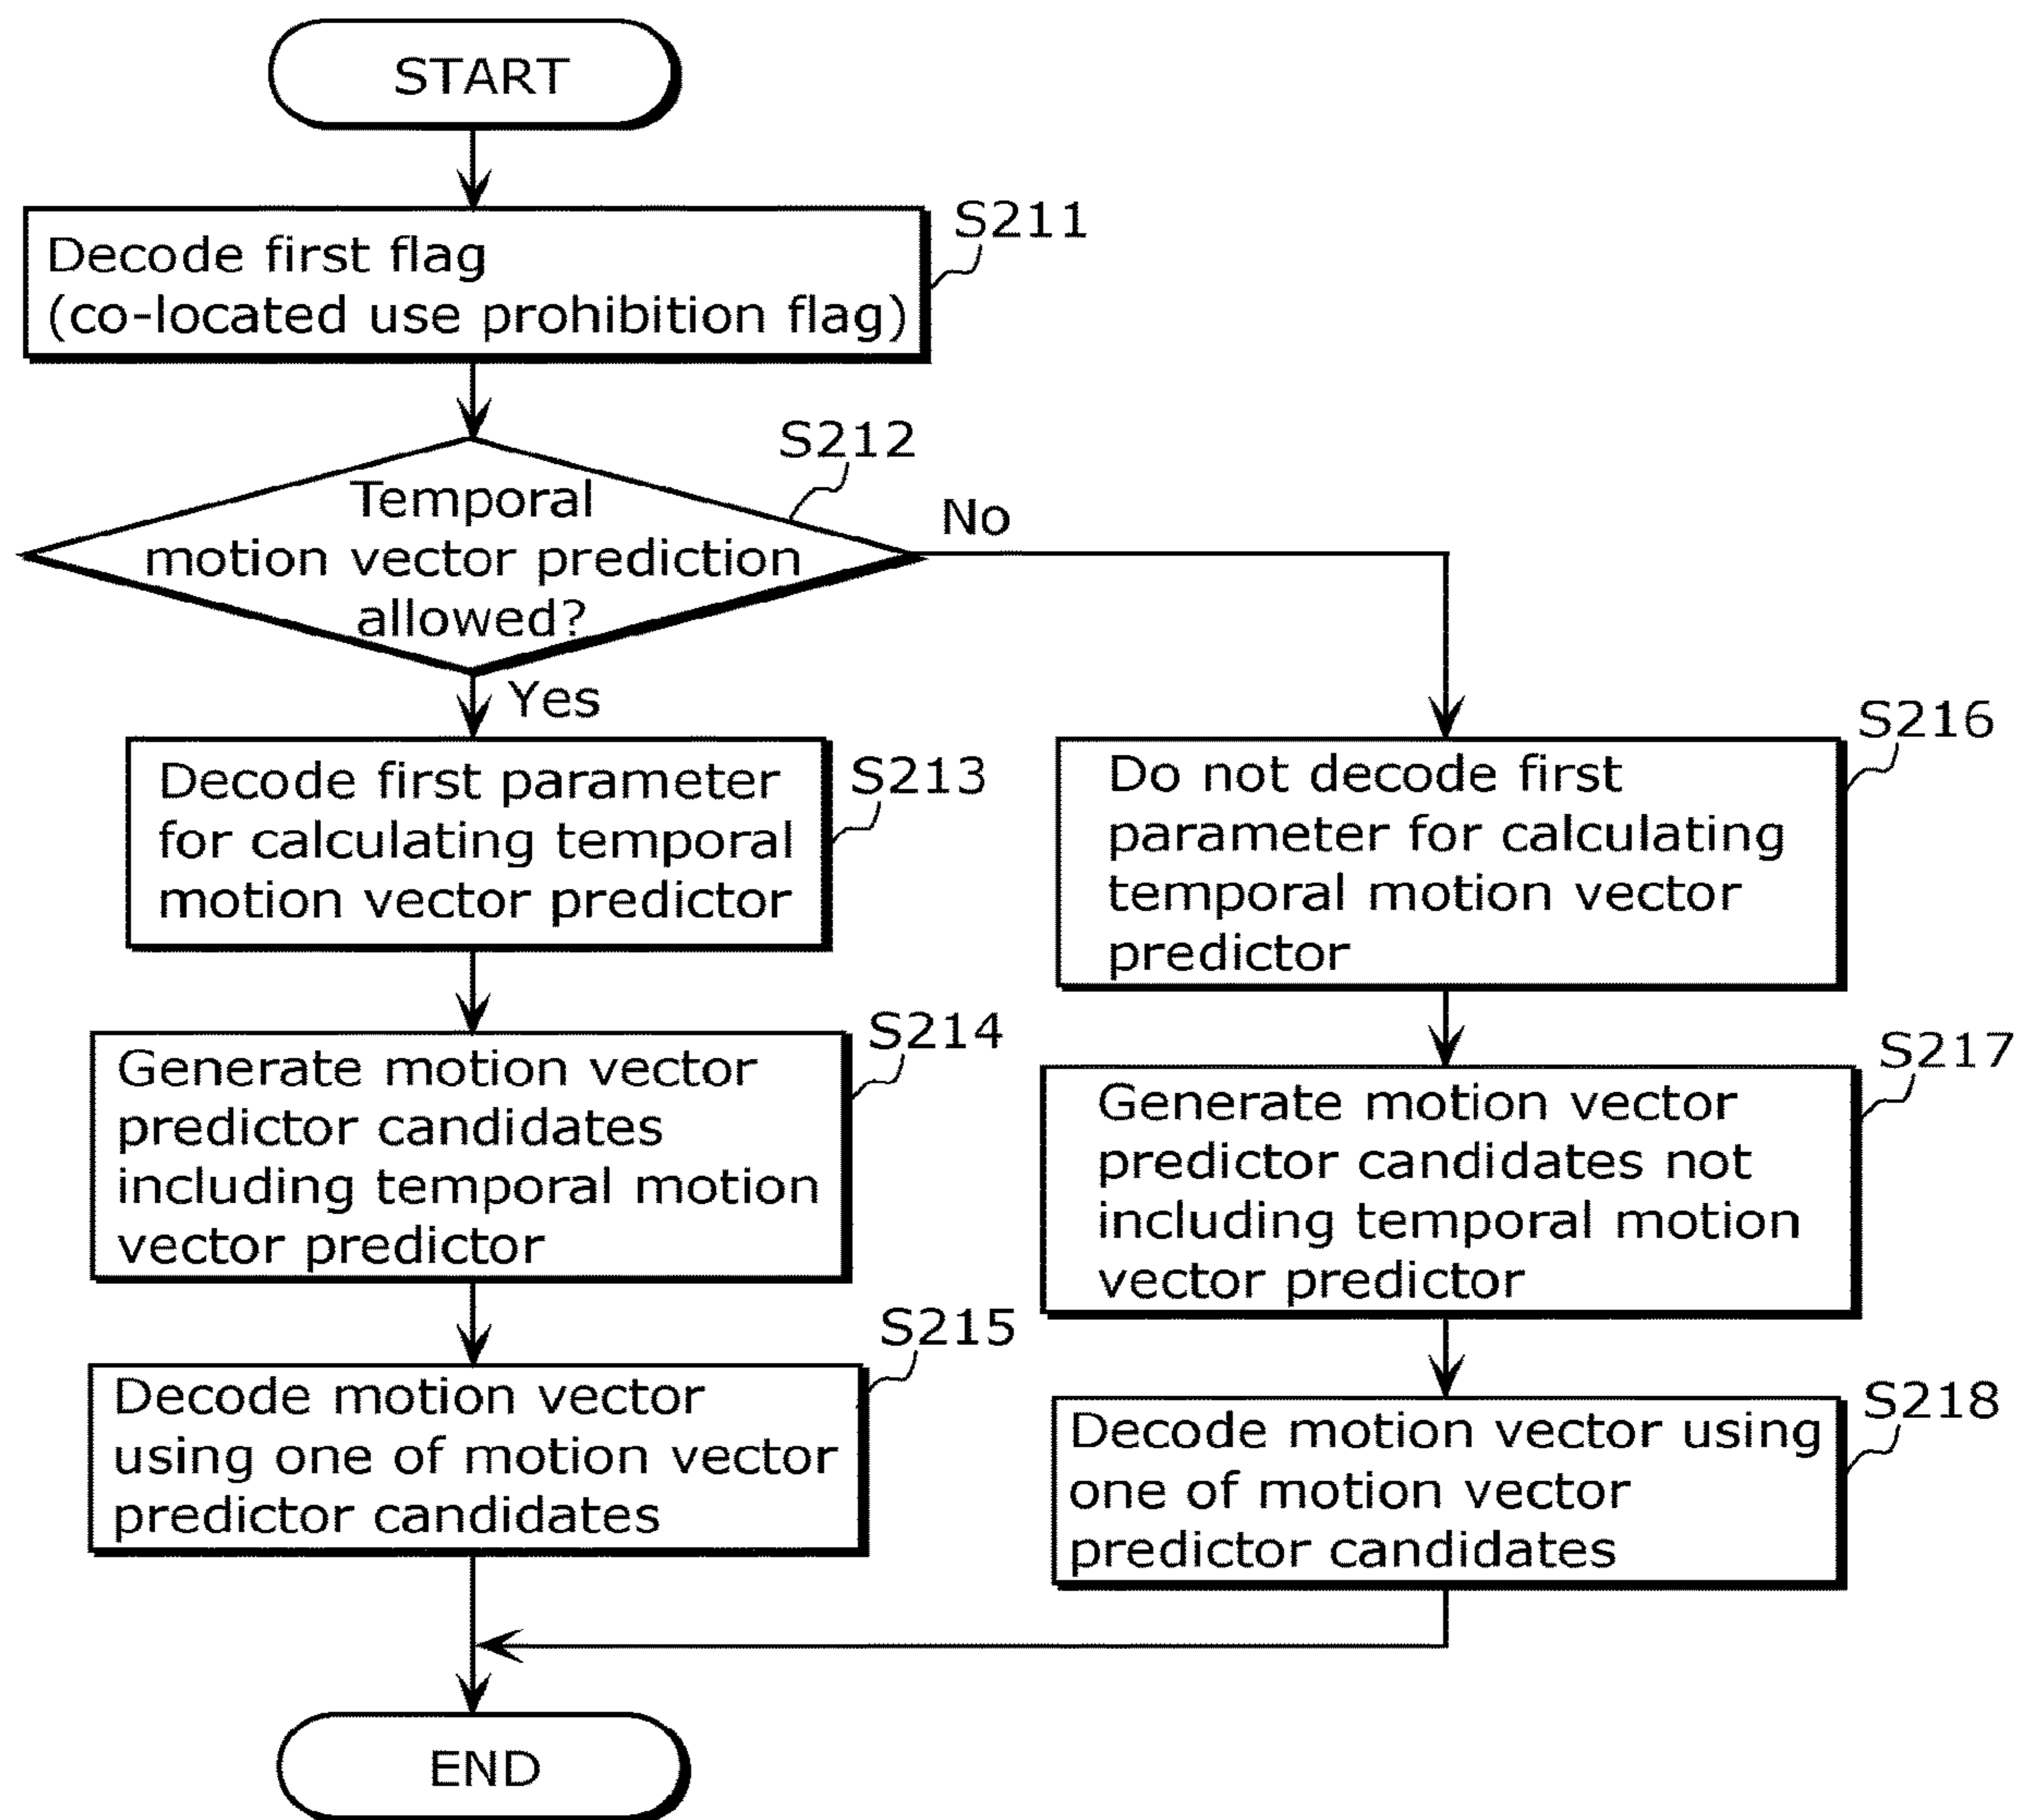 START
Decode first flag
(co-located use prohibition flag)
S211
S212
Temporal
motion vector prediction
allowed?
No
Yes
Decode first parameter
for calculating temporal
motion vector predictor
S213
Generate motion vector
predictor candidates
including temporal motion
vector predictor
S214
Decode motion vector
using one of motion vector
predictor candidates
S215
Do not decode first
parameter for calculating
temporal motion vector
predictor
S216
Generate motion vector
predictor candidates not
including temporal motion
vector predictor
S217
Decode motion vector using
one of motion vector
predictor candidates
S218
END